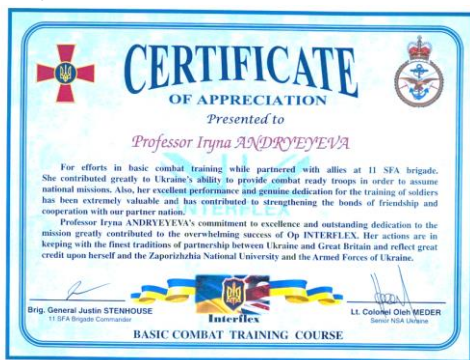 CERTIFICATE
OF APPRECIATION
Presented to
Professor Iryna ANDRYEYEVA
For efforts in basic combat training while partnered with allies at 11 SFA brigade.
She contributed greatly to Ukraine's ability to provide combat ready troops in order to assume
national missions. Also, her excellent performance and genuine dedication for the training of soldiers
has been extremely valuable and has contributed to strengthening the bonds of friendship and
cooperation with our partner nation.
INTERFLEX
Professor Iryna ANDRYEYEVA's commitment to excellence and outstanding dedication to the
mission greatly contributed to the overwhelming success of Op INTERFLEX. Her actions are in
keeping with the finest traditions of partnership between Ukraine and Great Britain and reflect great
credit upon herself and the Zaporizhzhia National University and the Armed Forces of Ukraine.
Brig. General Justin STENHOUSE
11 SFA Brigade Commander
Interflex
Lt. Colonel Oleh MEDER
Senior NSA Ukraine
BASIC COMBAT TRAINING COURSE